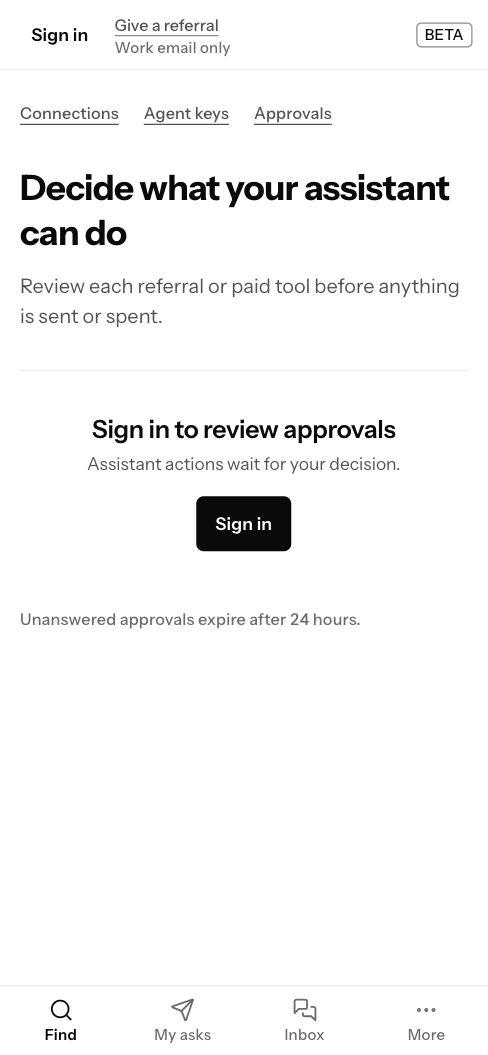 Sign in
Give a referral
Work email only
BETA
Connections
Agent keys
Approvals
Decide what your assistant
can do
Review each referral or paid tool before anything
is sent or spent.
Sign in to review approvals
Assistant actions wait for your decision.
Sign in
Unanswered approvals expire after 24 hours.
Find
My asks
Inbox
More